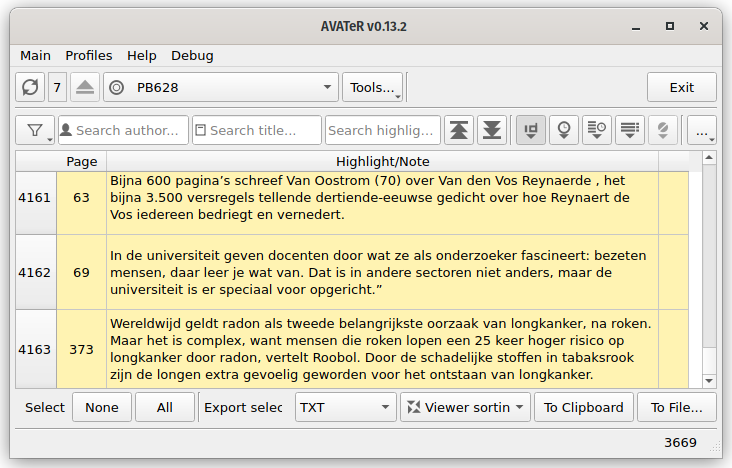 AVATeR v0.13.2
Main Profiles Help Debug
7 PB628 Tools... Exit
Search author... Search title... Search highlig... id ...
Page Highlight/Note
4161 63 Bijna 600 pagina’s schreef Van Oostrom (70) over Van den Vos Reynaerde , het
bijna 3.500 versregels tellende dertiende-eeuwse gedicht over hoe Reynaert de
Vos iedereen bedriegt en vernedert.
4162 69 In de universiteit geven docenten door wat ze als onderzoeker fascineert: bezeten
mensen, daar leer je wat van. Dat is in andere sectoren niet anders, maar de
universiteit is er speciaal voor opgericht.”
4163 373 Wereldwijd geldt radon als tweede belangrijkste oorzaak van longkanker, na roken.
Maar het is complex, want mensen die roken lopen een 25 keer hoger risico op
longkanker door radon, vertelt Roobol. Door de schadelijke stoffen in tabaksrook
zijn de longen extra gevoelig geworden voor het ontstaan van longkanker.
Select None All Export selec TXT Viewer sortin To Clipboard To File...
3669